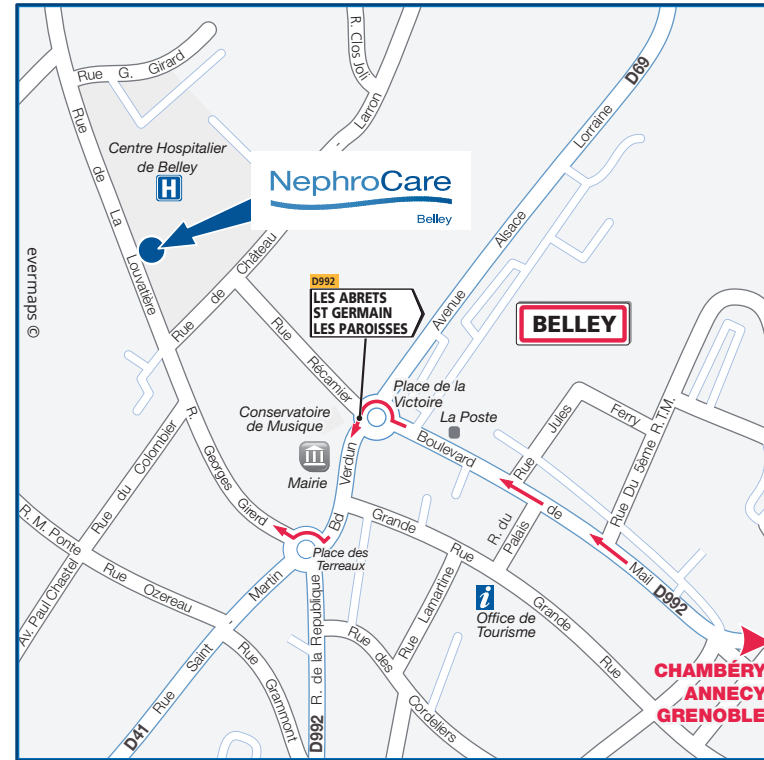 R. Clos Joli
Rue G. Girard
D69
Larron
Centre Hospitalier
de Belley
H
NephroCare
Belley
Rue de La Louvatière
Lorraine
Alsace
Avenue
Rue de Château
evermaps ©
D992
LES ABRETS
ST GERMAIN
LES PAROISSES
BELLEY
Rue Récamier
Place de la
Victoire
La Poste
Conservatoire
de Musique
Mairie
Verdun
Bd
Boulevard de Mail D992
Rue Jules Ferry
Rue Du 5ème R.T.M.
R. Georges Girerd
Rue du Colombier
R. M. Ponte
Av. Paul Chastel
Rue Ozereau
Place des
Terreaux
Grande Rue
Grande Rue
R. du
Palais
Rue Lamartine
i
Office de
Tourisme
D41 Rue Saint Martin
D992 R. de la Republique
Rue Grammont
Rue des Cordeliers
CHAMBÉRY
ANNECY
GRENOBLE